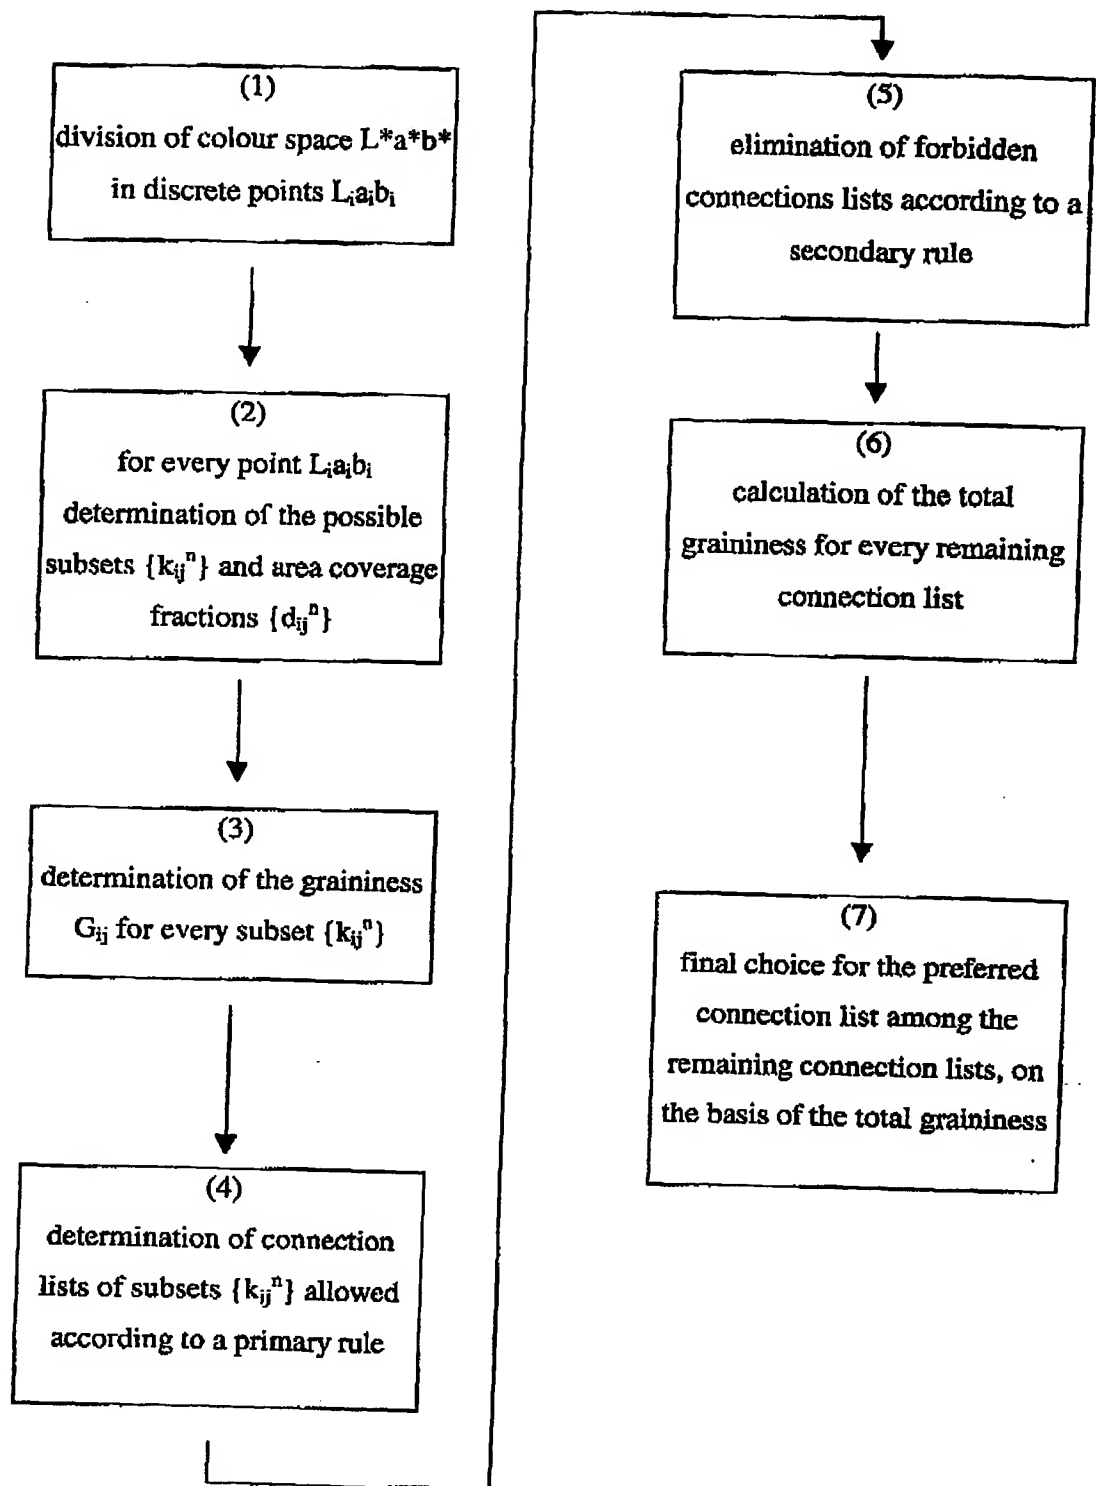 (1)
division of colour space L*a*b*
in discrete points Lᵢaᵢbᵢ
(2)
for every point Lᵢaᵢbᵢ
determination of the possible
subsets {kᵢⱼⁿ} and area coverage
fractions {dᵢⱼⁿ}
(3)
determination of the graininess
Gᵢⱼ for every subset {kᵢⱼⁿ}
(4)
determination of connection
lists of subsets {kᵢⱼⁿ} allowed
according to a primary rule
(5)
elimination of forbidden
connections lists according to a
secondary rule
(6)
calculation of the total
graininess for every remaining
connection list
(7)
final choice for the preferred
connection list among the
remaining connection lists, on
the basis of the total graininess